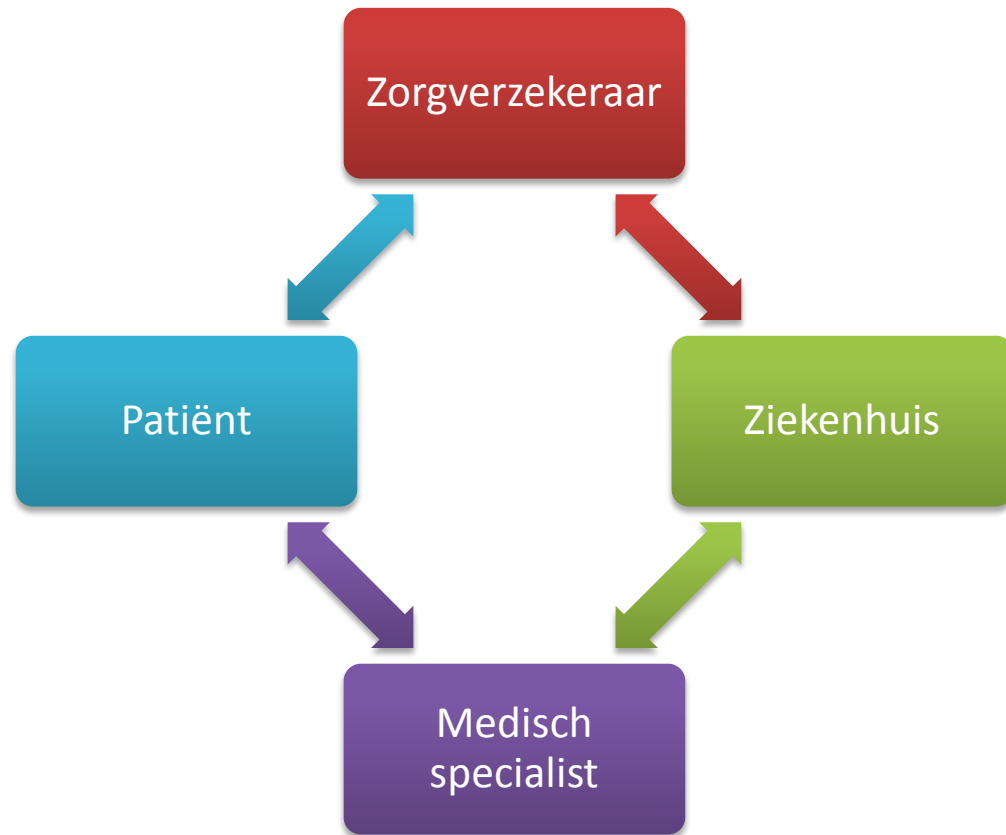 Zorgverzekeraar
Patiënt
Ziekenhuis
Medisch
specialist